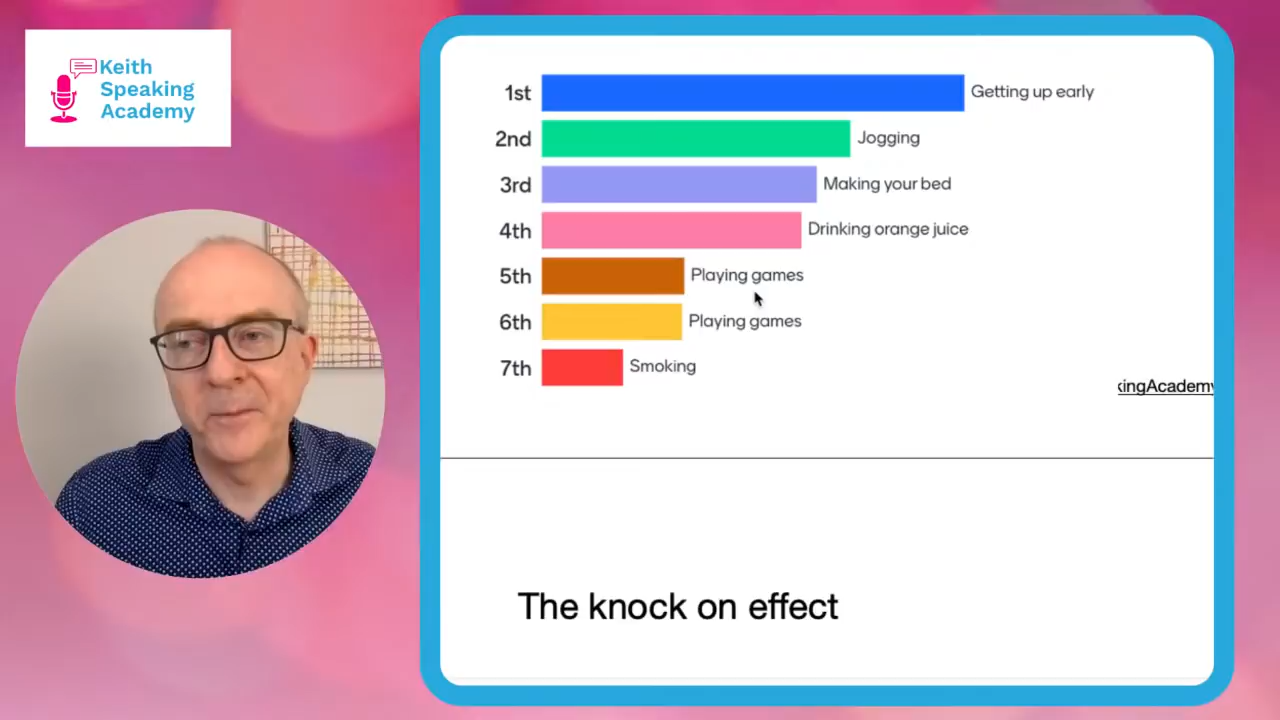 Keith
Speaking
Academy
1st Getting up early
2nd Jogging
3rd Making your bed
4th Drinking orange juice
5th Playing games
6th Playing games
7th Smoking
kingAcademy
The knock on effect